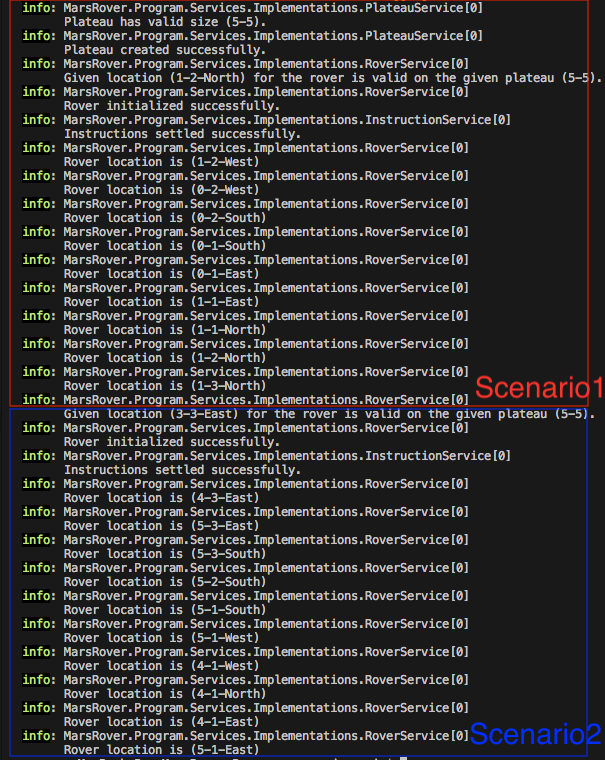 info: MarsRover.Program.Services.Implementations.PlateauService[0]
Plateau has valid size (5-5).
info: MarsRover.Program.Services.Implementations.PlateauService[0]
Plateau created successfully.
info: MarsRover.Program.Services.Implementations.RoverService[0]
Given location (1-2-North) for the rover is valid on the given plateau (5-5).
info: MarsRover.Program.Services.Implementations.RoverService[0]
Rover initialized successfully.
info: MarsRover.Program.Services.Implementations.InstructionService[0]
Instructions settled successfully.
info: MarsRover.Program.Services.Implementations.RoverService[0]
Rover location is (1-2-West)
info: MarsRover.Program.Services.Implementations.RoverService[0]
Rover location is (0-2-West)
info: MarsRover.Program.Services.Implementations.RoverService[0]
Rover location is (0-2-South)
info: MarsRover.Program.Services.Implementations.RoverService[0]
Rover location is (0-1-South)
info: MarsRover.Program.Services.Implementations.RoverService[0]
Rover location is (0-1-East)
info: MarsRover.Program.Services.Implementations.RoverService[0]
Rover location is (1-1-East)
info: MarsRover.Program.Services.Implementations.RoverService[0]
Rover location is (1-1-North)
info: MarsRover.Program.Services.Implementations.RoverService[0]
Rover location is (1-2-North)
info: MarsRover.Program.Services.Implementations.RoverService[0]
Rover location is (1-3-North)
Scenario1
info: MarsRover.Program.Services.Implementations.RoverService[0]
Given location (3-3-East) for the rover is valid on the given plateau (5-5).
info: MarsRover.Program.Services.Implementations.RoverService[0]
Rover initialized successfully.
info: MarsRover.Program.Services.Implementations.InstructionService[0]
Instructions settled successfully.
info: MarsRover.Program.Services.Implementations.RoverService[0]
Rover location is (4-3-East)
info: MarsRover.Program.Services.Implementations.RoverService[0]
Rover location is (5-3-East)
info: MarsRover.Program.Services.Implementations.RoverService[0]
Rover location is (5-3-South)
info: MarsRover.Program.Services.Implementations.RoverService[0]
Rover location is (5-2-South)
info: MarsRover.Program.Services.Implementations.RoverService[0]
Rover location is (5-1-South)
info: MarsRover.Program.Services.Implementations.RoverService[0]
Rover location is (5-1-West)
info: MarsRover.Program.Services.Implementations.RoverService[0]
Rover location is (4-1-West)
info: MarsRover.Program.Services.Implementations.RoverService[0]
Rover location is (4-1-North)
info: MarsRover.Program.Services.Implementations.RoverService[0]
Rover location is (4-1-East)
info: MarsRover.Program.Services.Implementations.RoverService[0]
Scenario2
Rover location is (5-1-East)